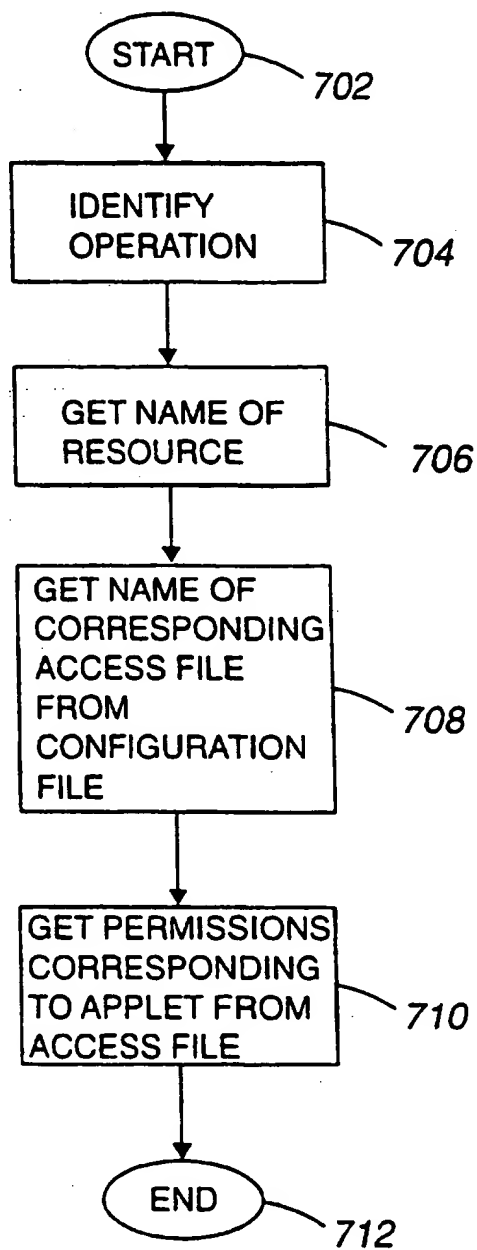 START
702
IDENTIFY
OPERATION
704
GET NAME OF
RESOURCE
706
GET NAME OF
CORRESPONDING
ACCESS FILE
FROM
CONFIGURATION
FILE
708
GET PERMISSIONS
CORRESPONDING
TO APPLET FROM
ACCESS FILE
710
END
712